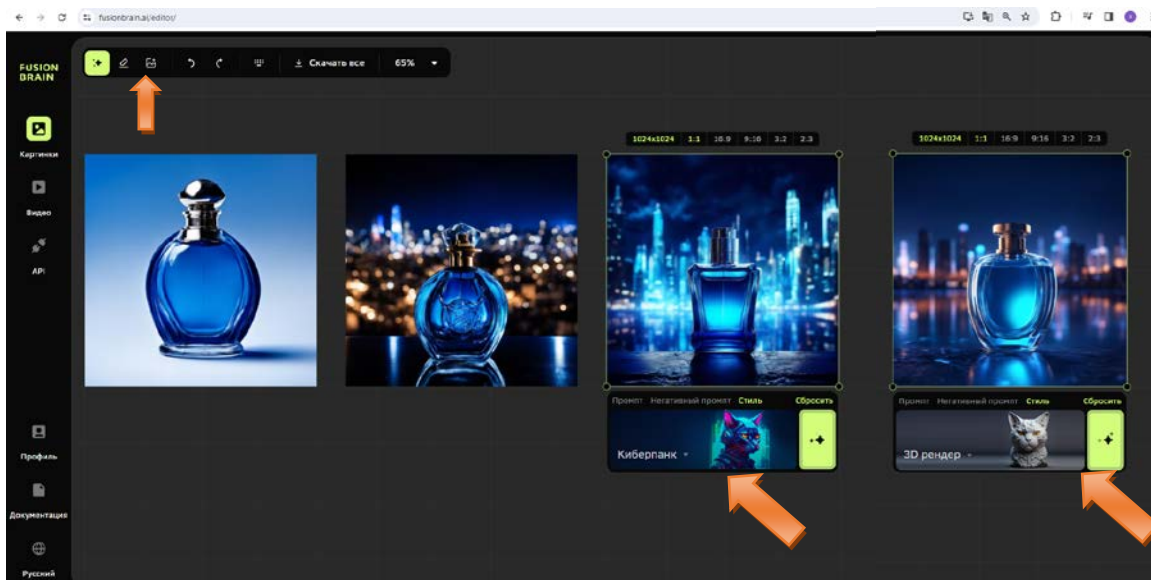 fusionbrain.ai/editor/
FUSION
BRAIN
Скачать все
65%
Картинки
Видео
API
1024x1024 1:1 16:9 9:16 3:2 2:3
1024x1024 1:1 16:9 9:16 3:2 2:3
Промпт Негативный промпт Стиль Сбросить
Киберпанк
Промпт Негативный промпт Стиль Сбросить
3D рендер
Профиль
Документация
Русский